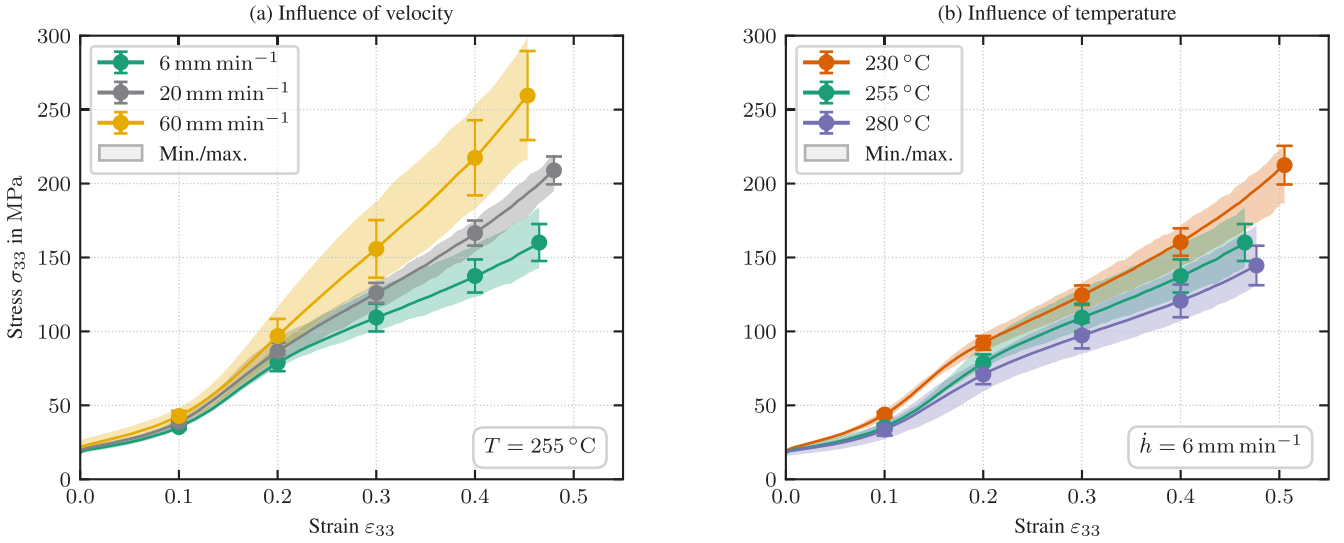 (a) Influence of velocity
300
250
200
150
100
50
0
Stress σ₃₃ in MPa
6 mm min⁻¹
20 mm min⁻¹
60 mm min⁻¹
Min./max.
T = 255 °C
0.0 0.1 0.2 0.3 0.4 0.5
Strain ε₃₃
(b) Influence of temperature
300
250
200
150
100
50
0
230 °C
255 °C
280 °C
Min./max.
ḣ = 6 mm min⁻¹
0.0 0.1 0.2 0.3 0.4 0.5
Strain ε₃₃